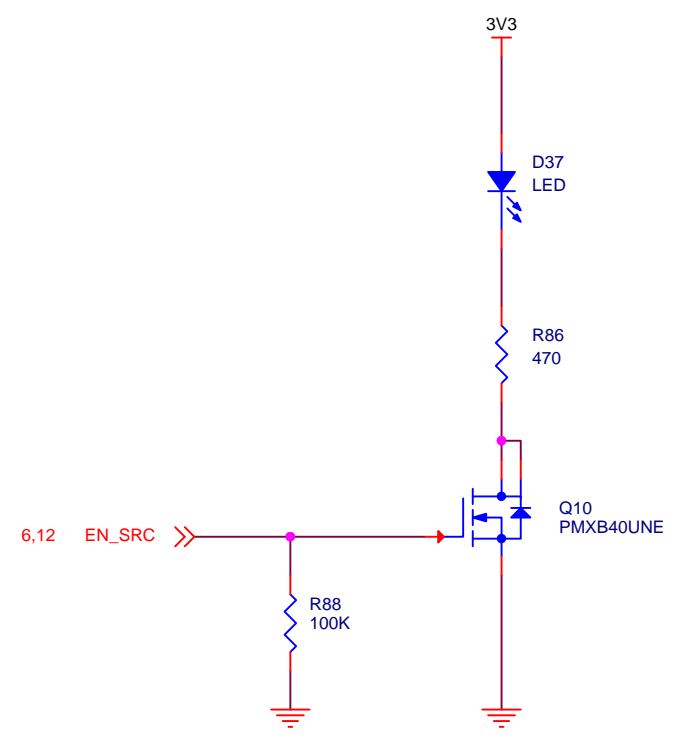 3V3
D37
LED
R86
470
Q10
PMXB40UNE
6,12 EN_SRC
R88
100K